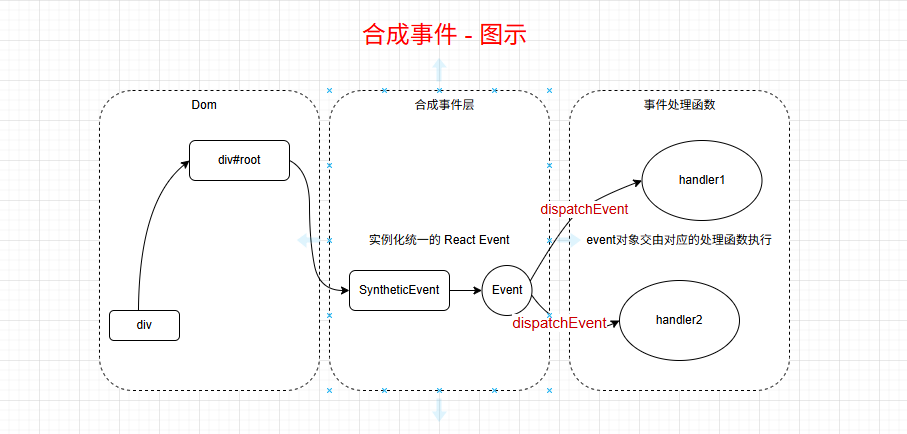 合成事件 - 图示
Dom
合成事件层
事件处理函数
div#root
handler1
dispatchEvent
实例化统一的 React Event
event对象交由对应的处理函数执行
SyntheticEvent
Event
div
dispatchEvent
handler2